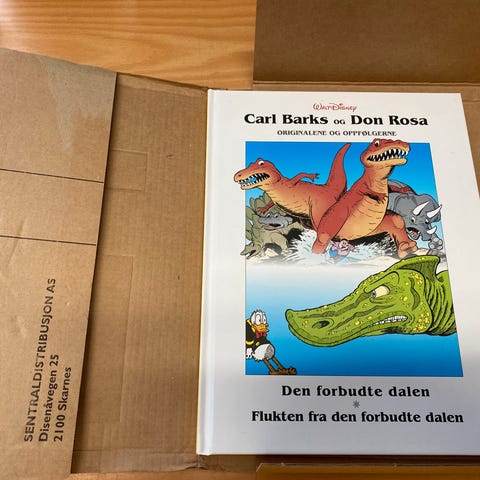 WALT DISNEY
Carl Barks OG Don Rosa
ORIGINALENE OG OPPFØLGERNE
Den forbudte dalen
Flukten fra den forbudte dalen
SENTRALDISTRIBUSJON AS
Disenåvegen 25
2100 Skarnes